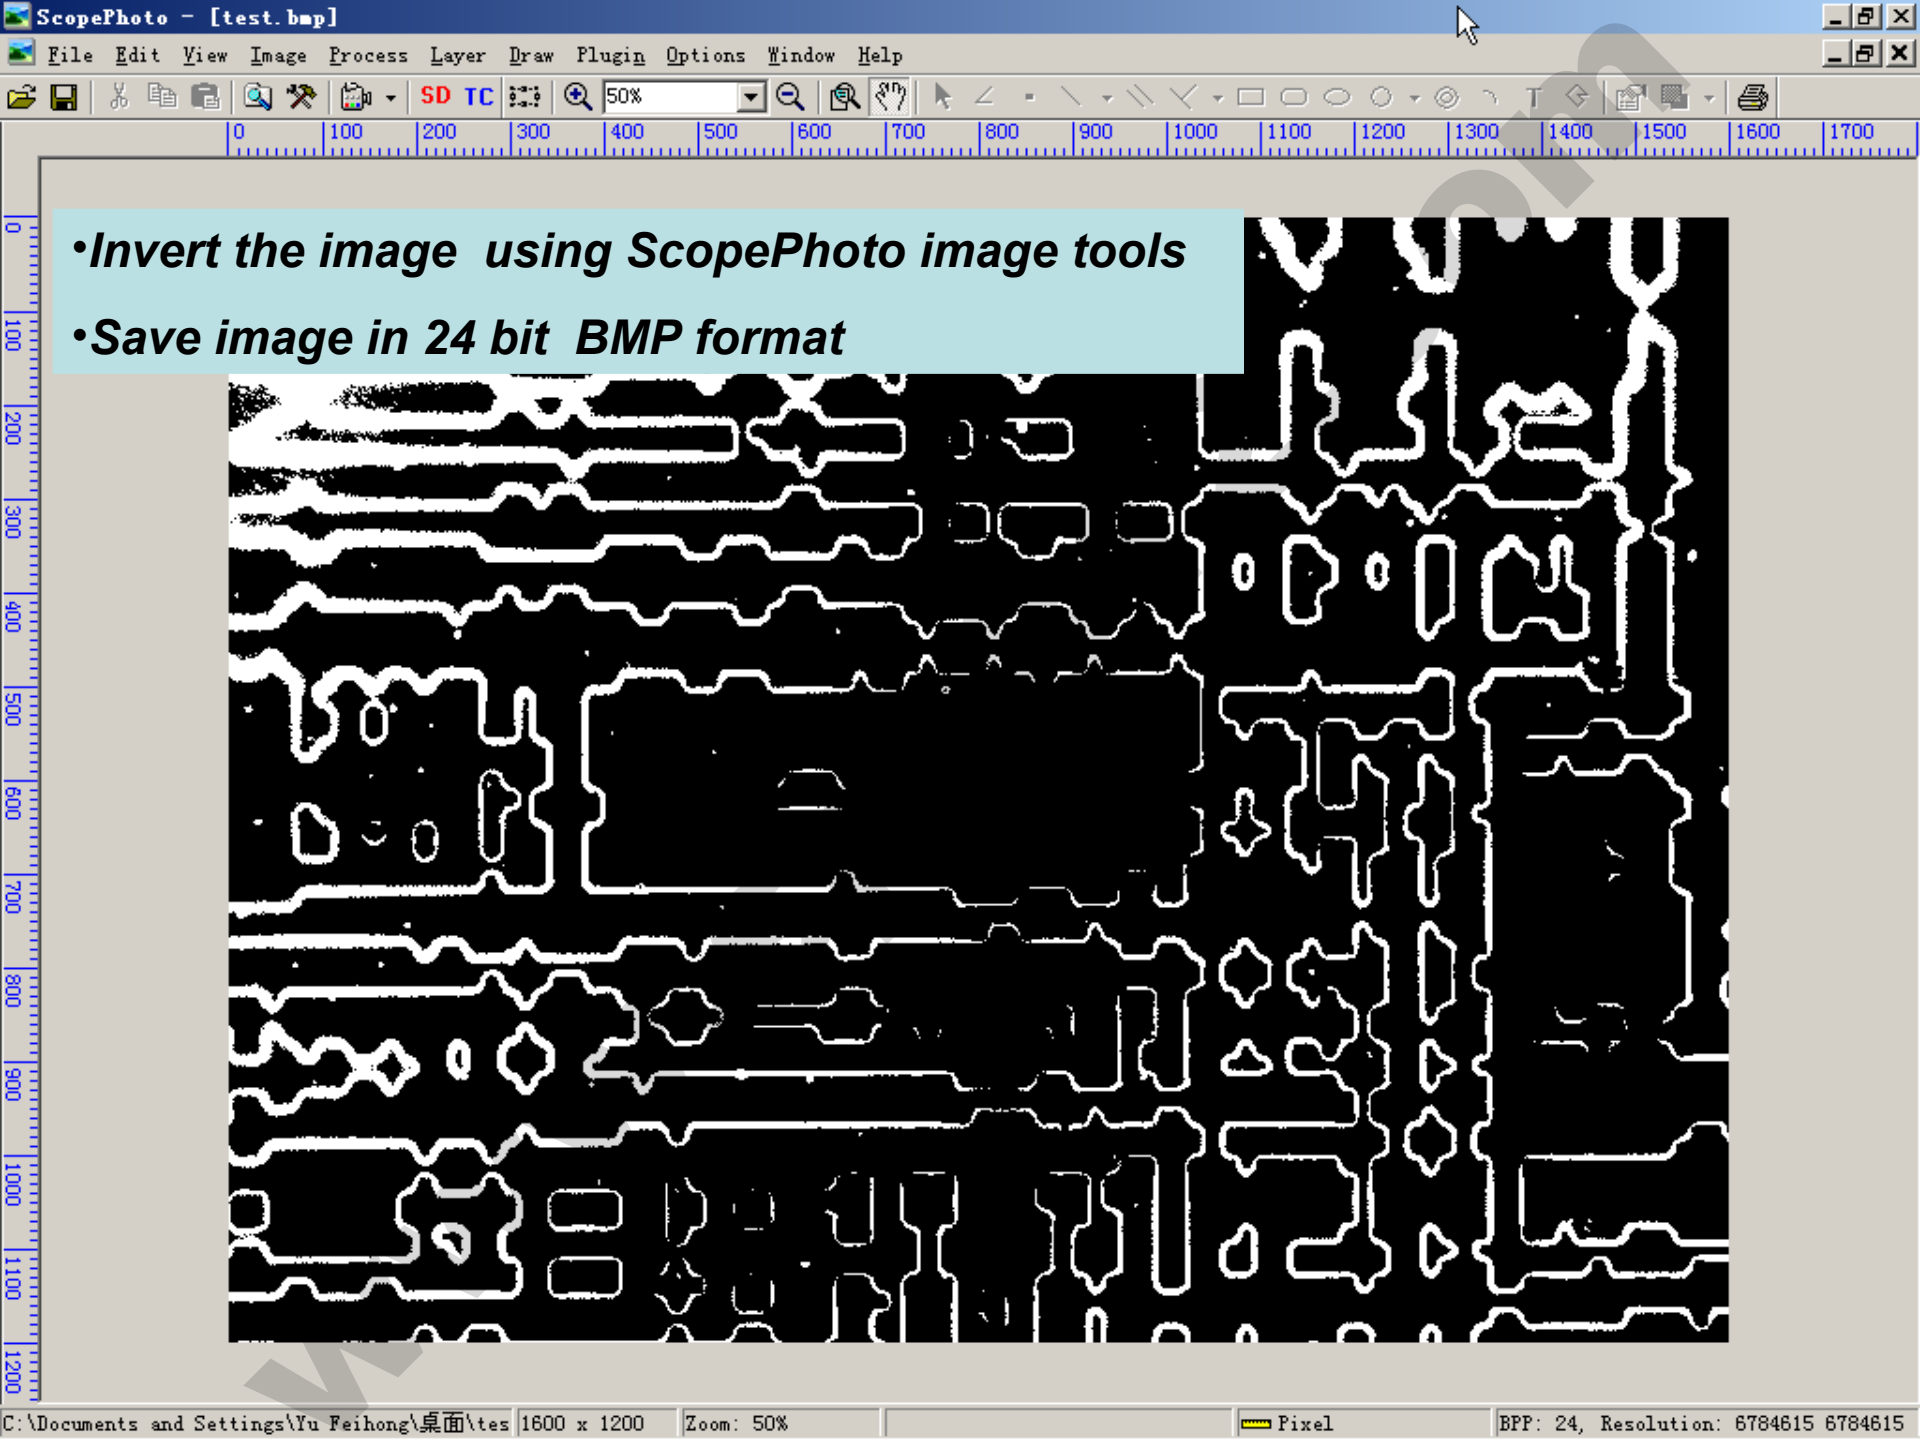 ScopePhoto - [test.bmp]
File Edit View Image Process Layer Draw Plugin Options Window Help
SD TC 50% T
0 100 200 300 400 500 600 700 800 900 1000 1100 1200 1300 1400 1500 1600 1700
0
100
200
300
400
500
600
700
800
900
1000
1100
1200
•Invert the image using ScopePhoto image tools
•Save image in 24 bit BMP format
C:\Documents and Settings\Yu Feihong\桌面\tes 1600 x 1200 Zoom: 50% Pixel BPP: 24, Resolution: 6784615 6784615